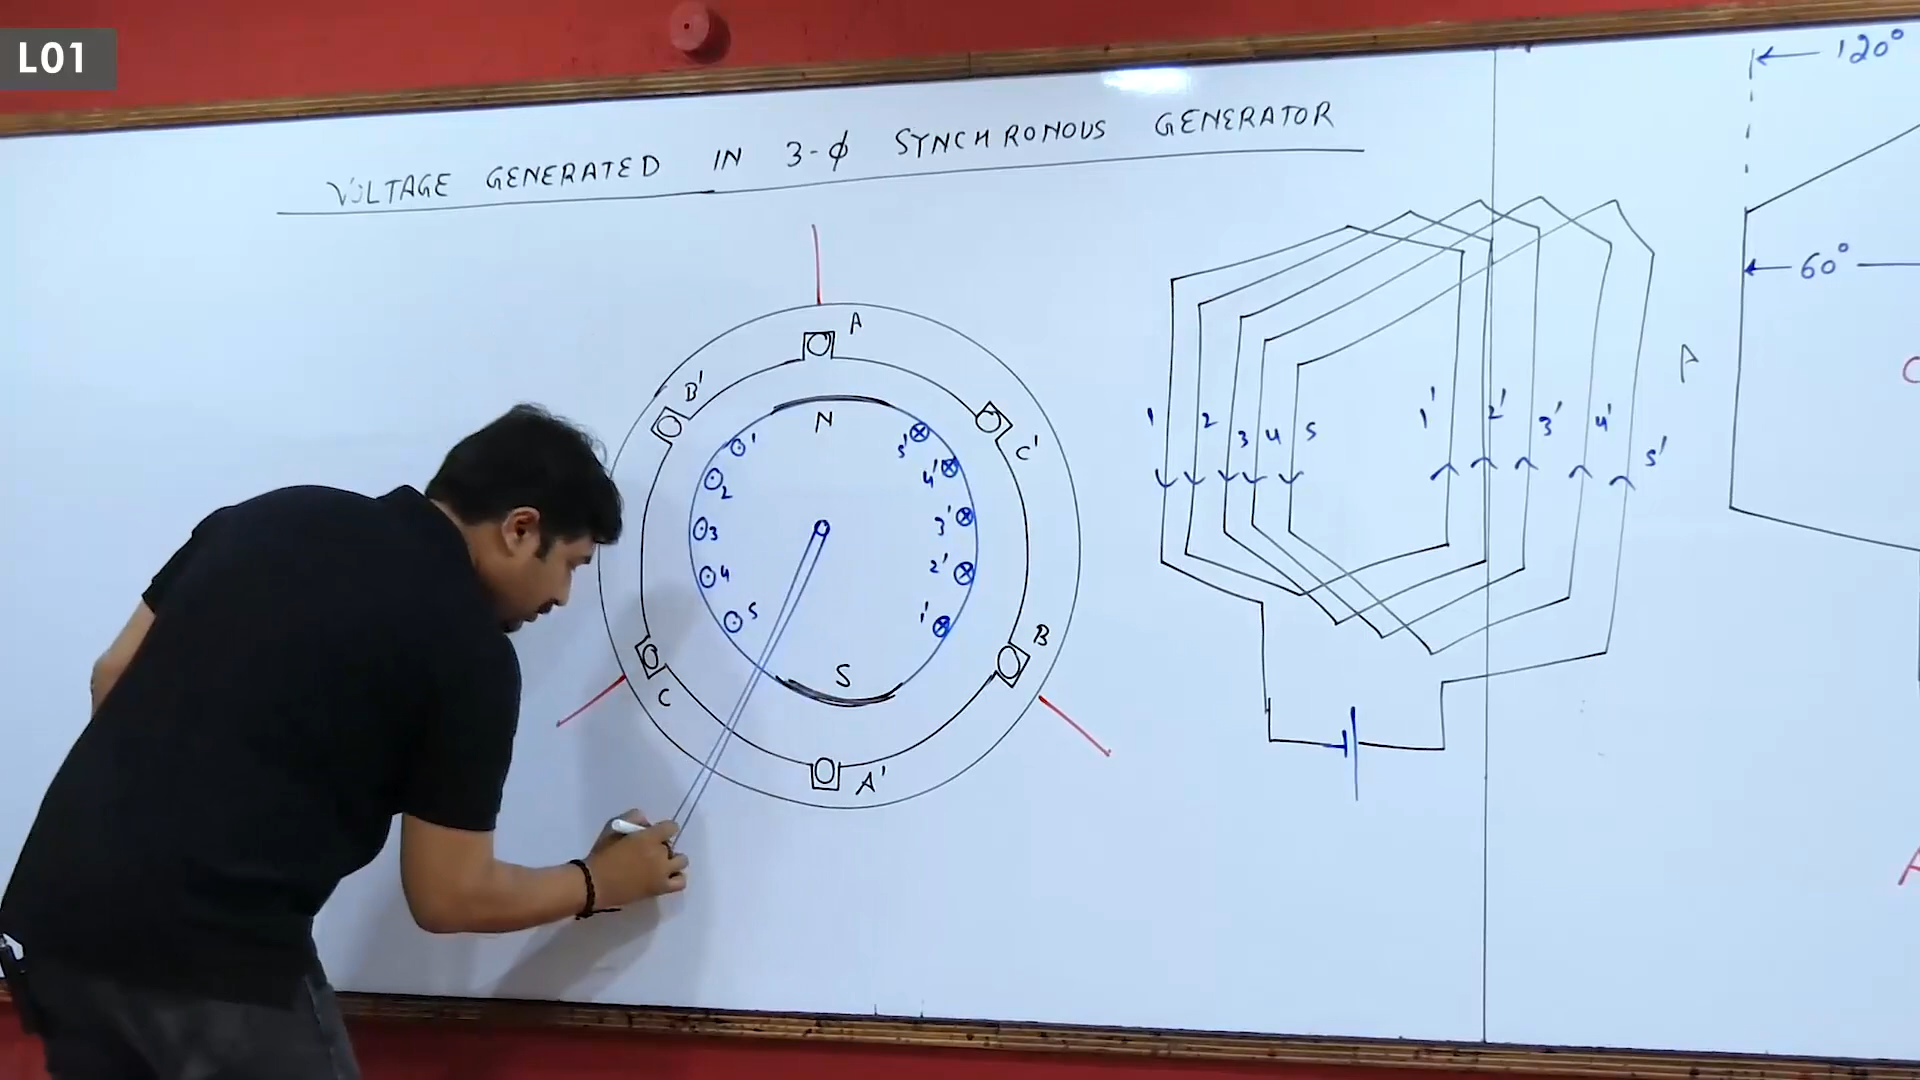 L01
VOLTAGE GENERATED IN 3-ϕ SYNCHRONOUS GENERATOR
120°
60°
A
B'
C'
N
1
2
3
4
5
5'
4'
3'
2'
1'
S
B
C
A'
1
2
3
4
5
1'
2'
3'
4'
5'
A